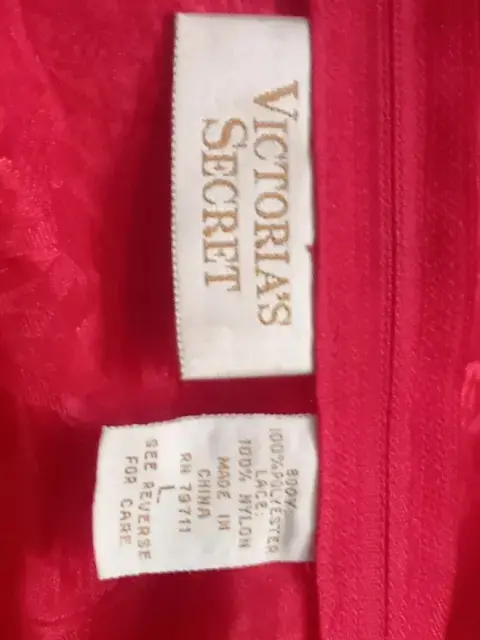 VICTORIA'S
SECRET
BODY:
100% POLYESTER
LACE:
100% NYLON
MADE IN
CHINA
RN 79711
L
SEE REVERSE
FOR CARE